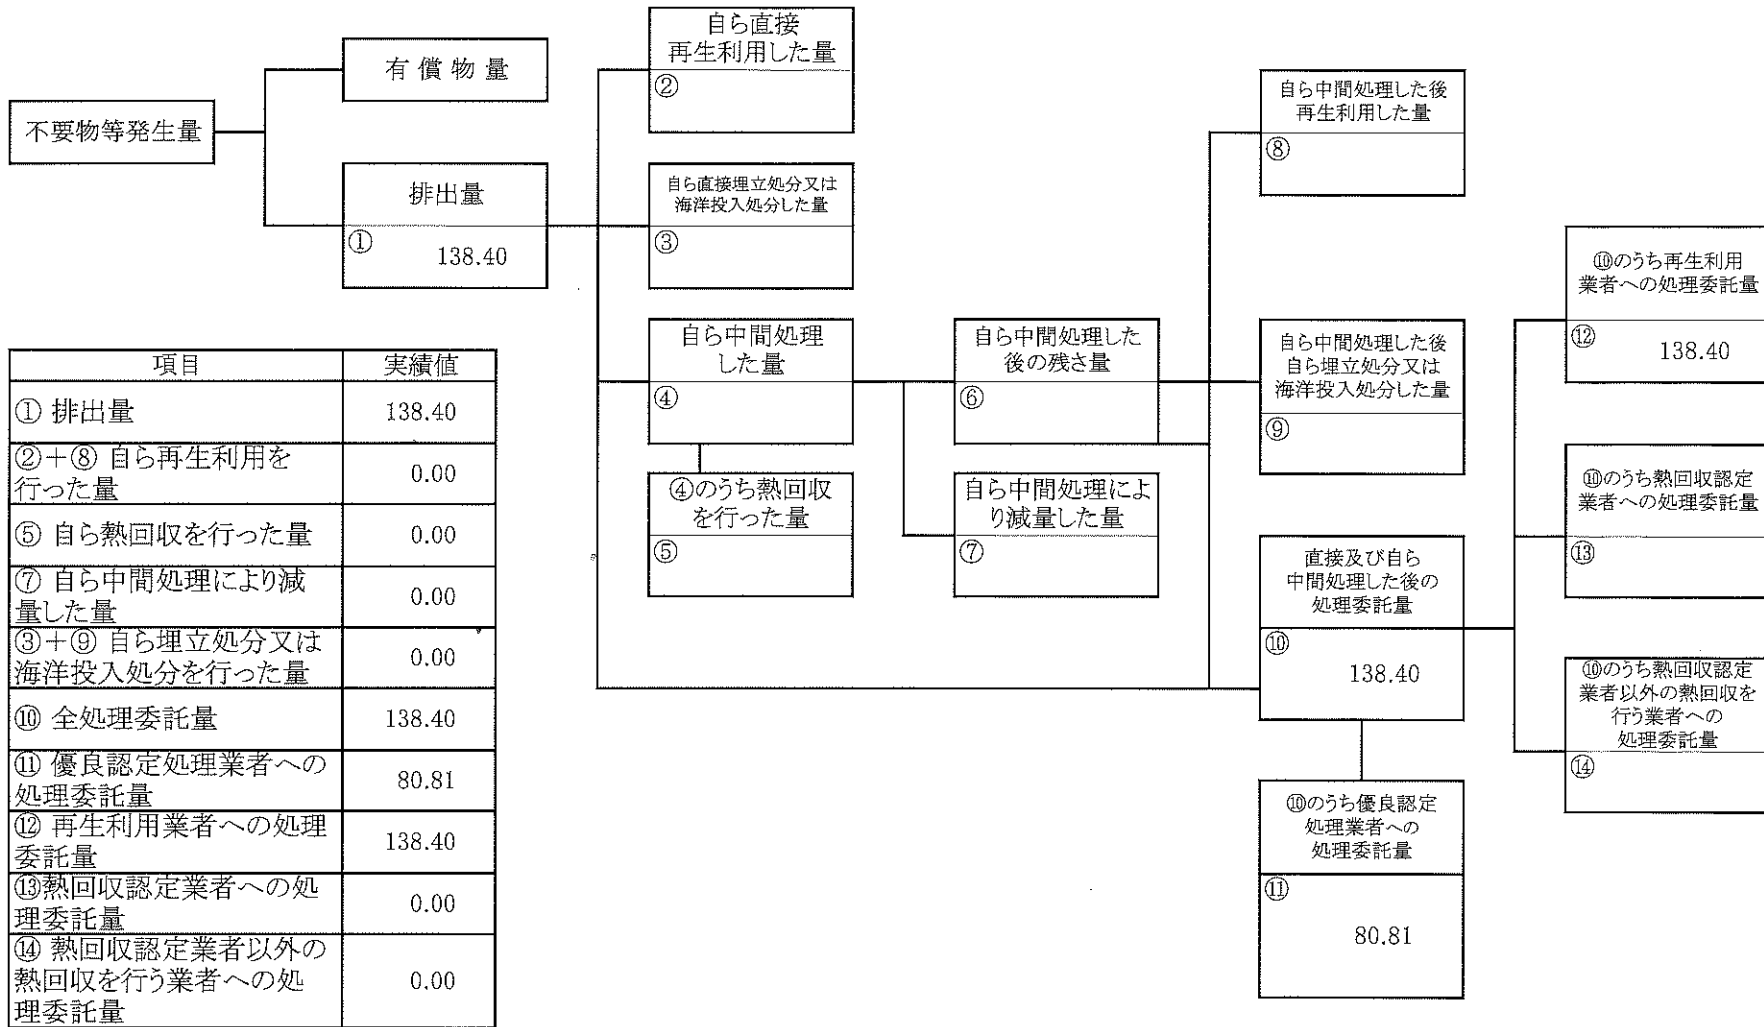 不要物等発生量
有償物量
排出量
①
138.40
自ら直接
再生利用した量
②
自ら直接埋立処分又は
海洋投入処分した量
③
自ら中間処理
した量
④
④のうち熱回収
を行った量
⑤
自ら中間処理した
後の残さ量
⑥
自ら中間処理によ
り減量した量
⑦
自ら中間処理した後
再生利用した量
⑧
自ら中間処理した後
自ら埋立処分又は
海洋投入処分した量
⑨
直接及び自ら
中間処理した後の
処理委託量
⑩
138.40
⑩のうち優良認定
処理業者への
処理委託量
⑪
80.81
⑩のうち再生利用
業者への処理委託量
⑫
138.40
⑩のうち熱回収認定
業者への処理委託量
⑬
⑩のうち熱回収認定
業者以外の熱回収を
行う業者への
処理委託量
⑭
項目 実績値
① 排出量 138.40
②+⑧ 自ら再生利用を
行った量 0.00
⑤ 自ら熱回収を行った量 0.00
⑦ 自ら中間処理により減
量した量 0.00
③+⑨ 自ら埋立処分又は
海洋投入処分を行った量 0.00
⑩ 全処理委託量 138.40
⑪ 優良認定処理業者への
処理委託量 80.81
⑫ 再生利用業者への処理
委託量 138.40
⑬熱回収認定業者への処
理委託量 0.00
⑭ 熱回収認定業者以外の
熱回収を行う業者への処
理委託量 0.00